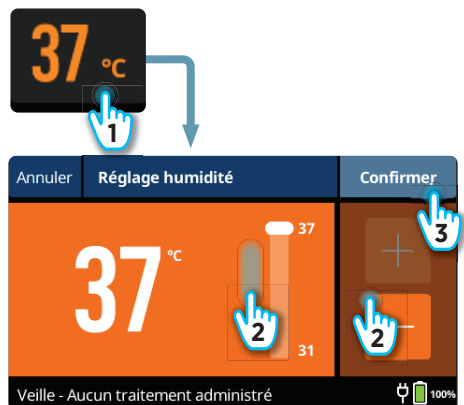 37 °C
1
Annuler Réglage humidité Confirmer
37 °C
37
3
2
2
31
Veille - Aucun traitement administré 100%